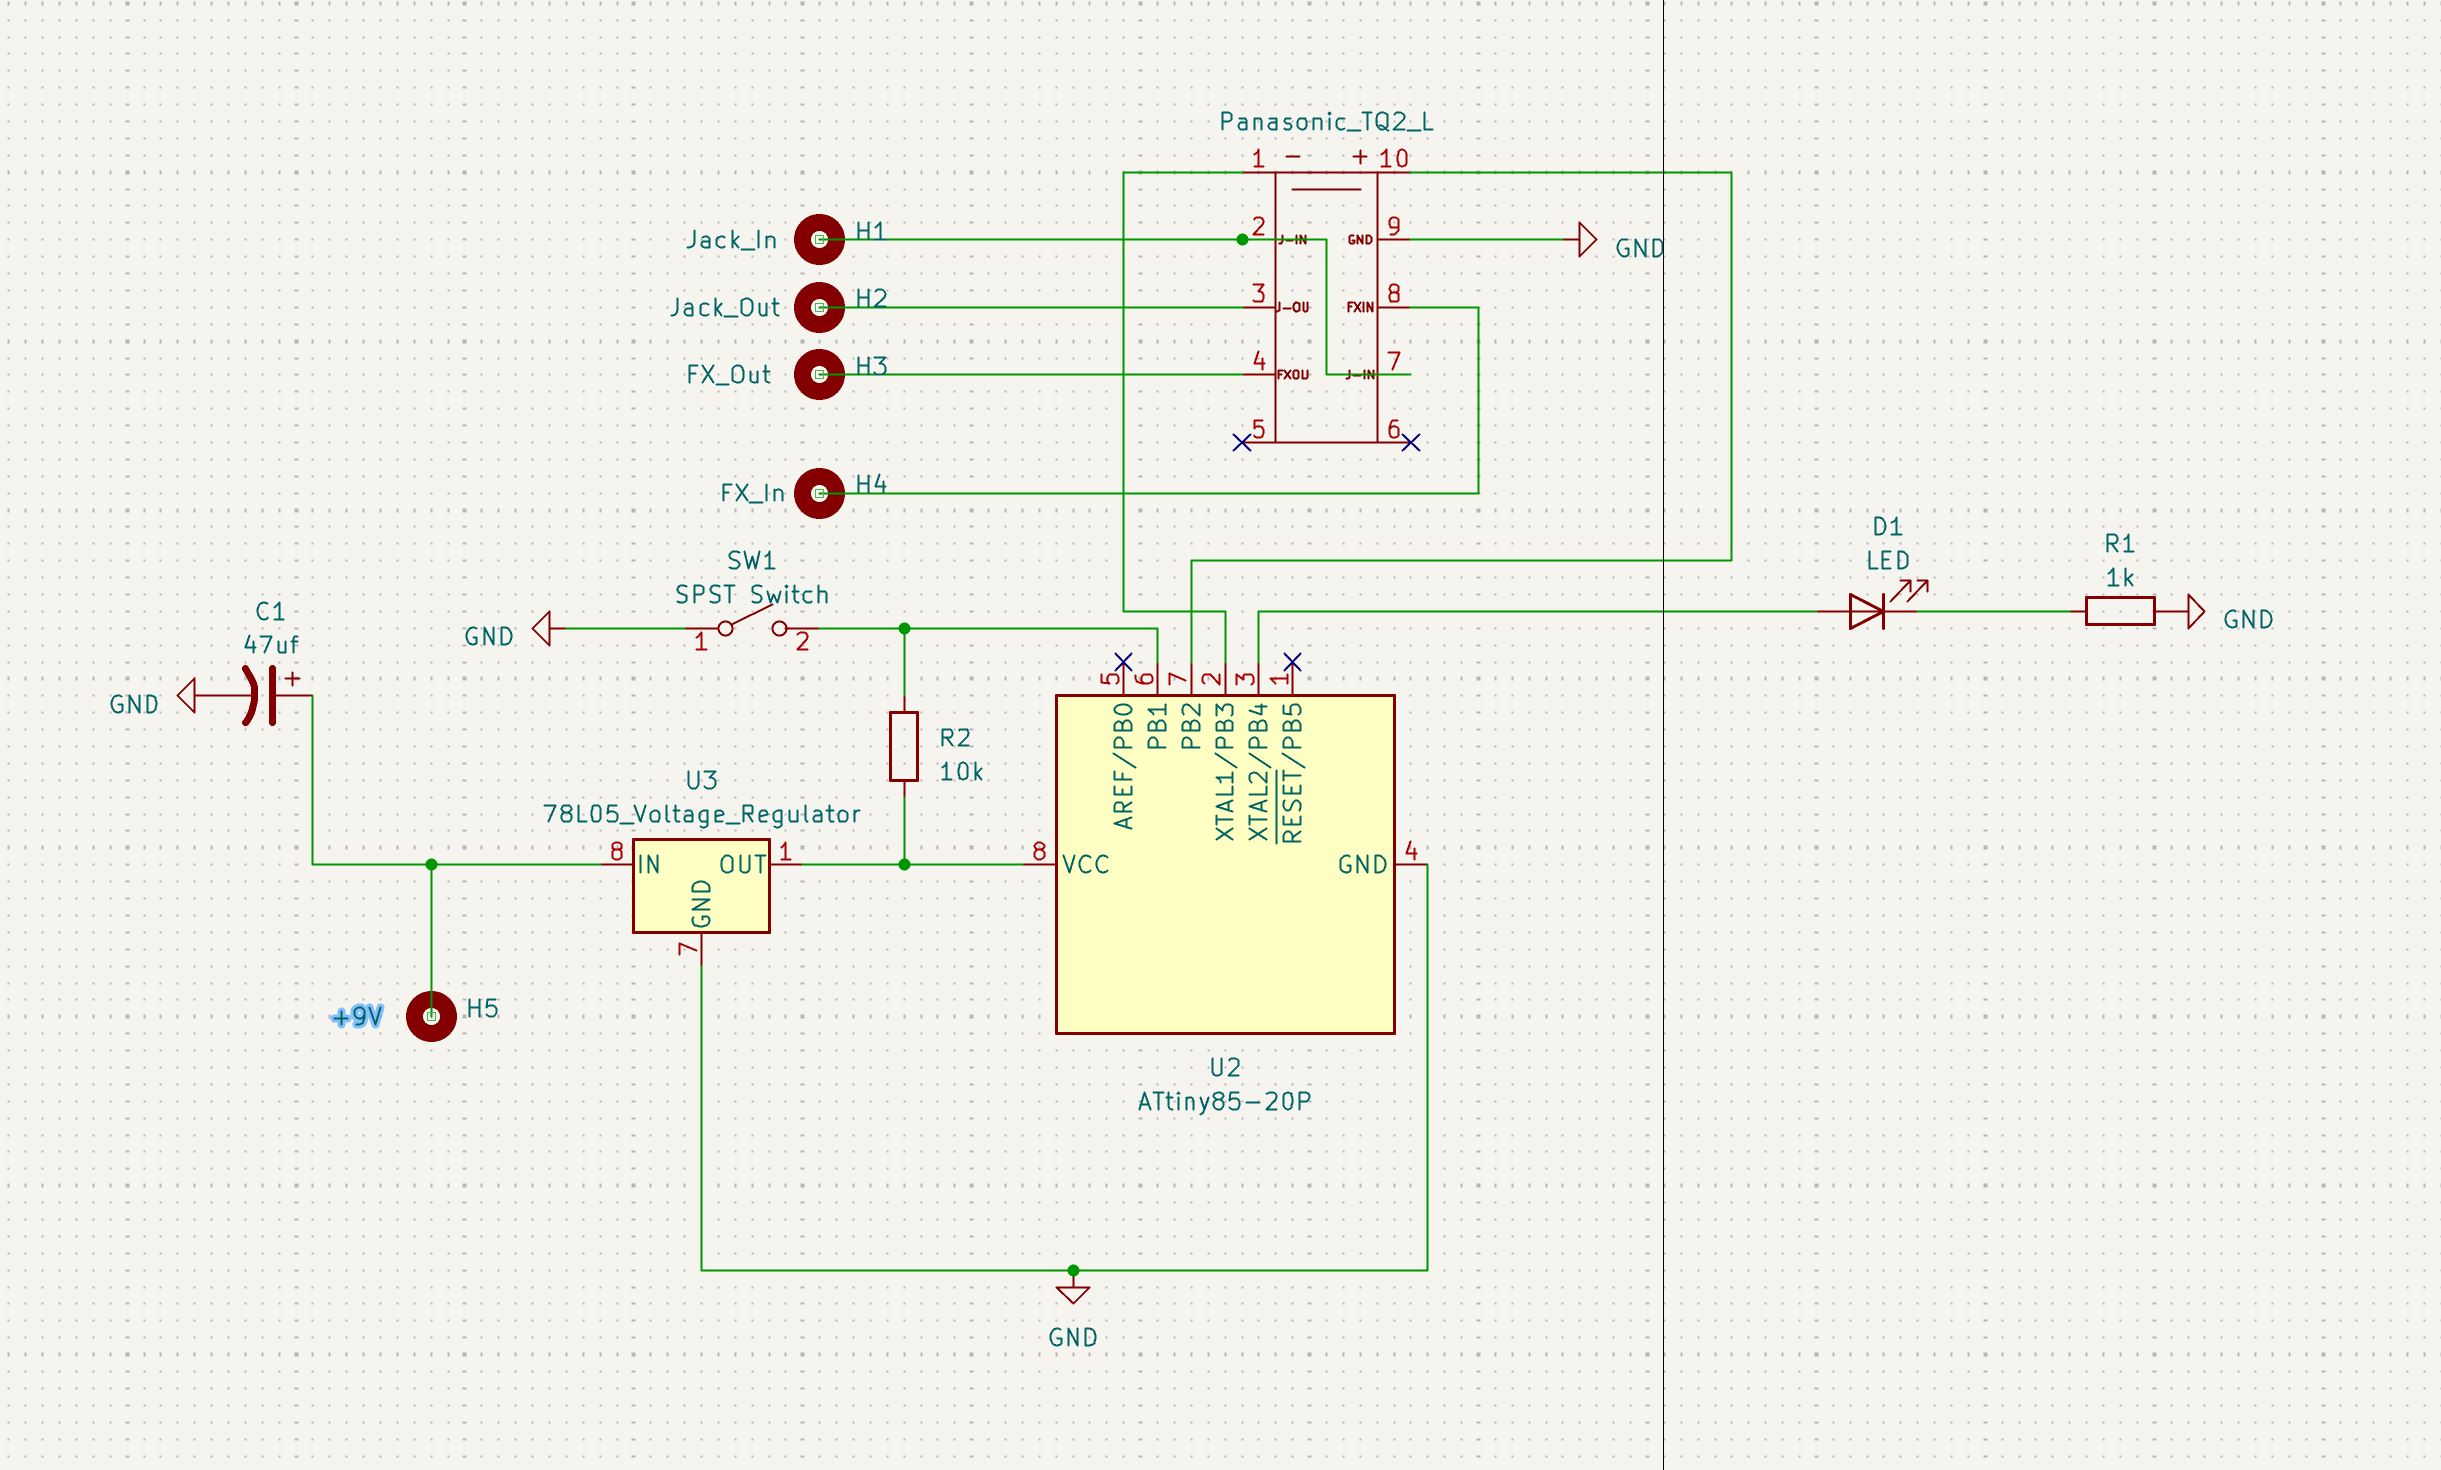 Panasonic_TQ2_L
1 − + 10
Jack_In H1 2 J-IN GND 9 GND
Jack_Out H2 3 J-OU FXIN 8
FX_Out H3 4 FXOU J-IN 7
5 6
FX_In H4
SW1
SPST Switch
GND 1 2
D1
LED
R1
1k
GND
C1
47uf
GND +
5 6 7 2 3 1
AREF/PB0
PB1
PB2
XTAL1/PB3
XTAL2/PB4
RESET/PB5
R2
10k
U3
78L05_Voltage_Regulator
8 IN OUT 1
GND
7
8 VCC GND 4
+9V H5
U2
ATtiny85-20P
GND